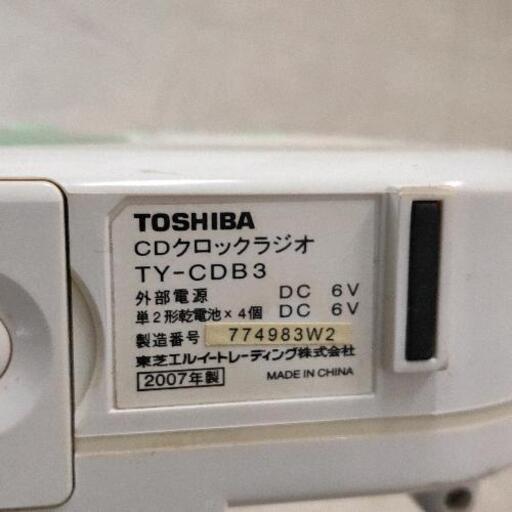 TOSHIBA
CDクロックラジオ
TY-CDB3
外部電源 DC 6V
単2形乾電池×4個 DC 6V
製造番号 774983W2
東芝エルイートレーディング株式会社
2007年製 MADE IN CHINA